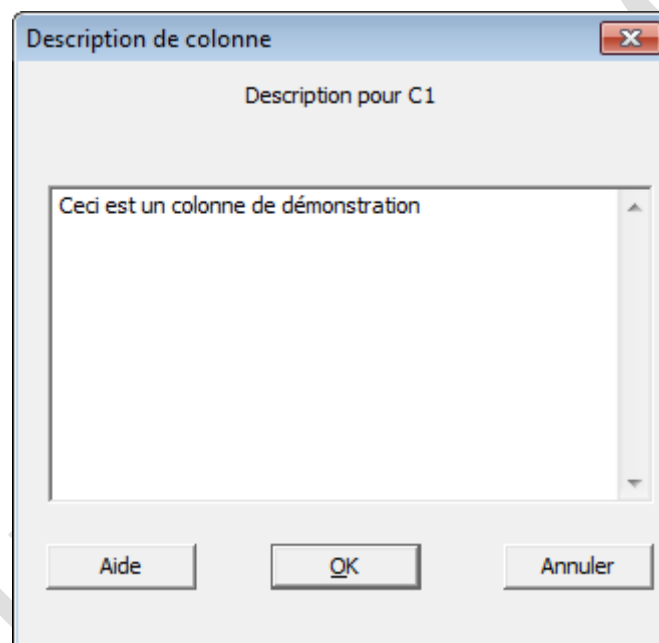 Description de colonne
Description pour C1
Ceci est un colonne de démonstration
Aide OK Annuler